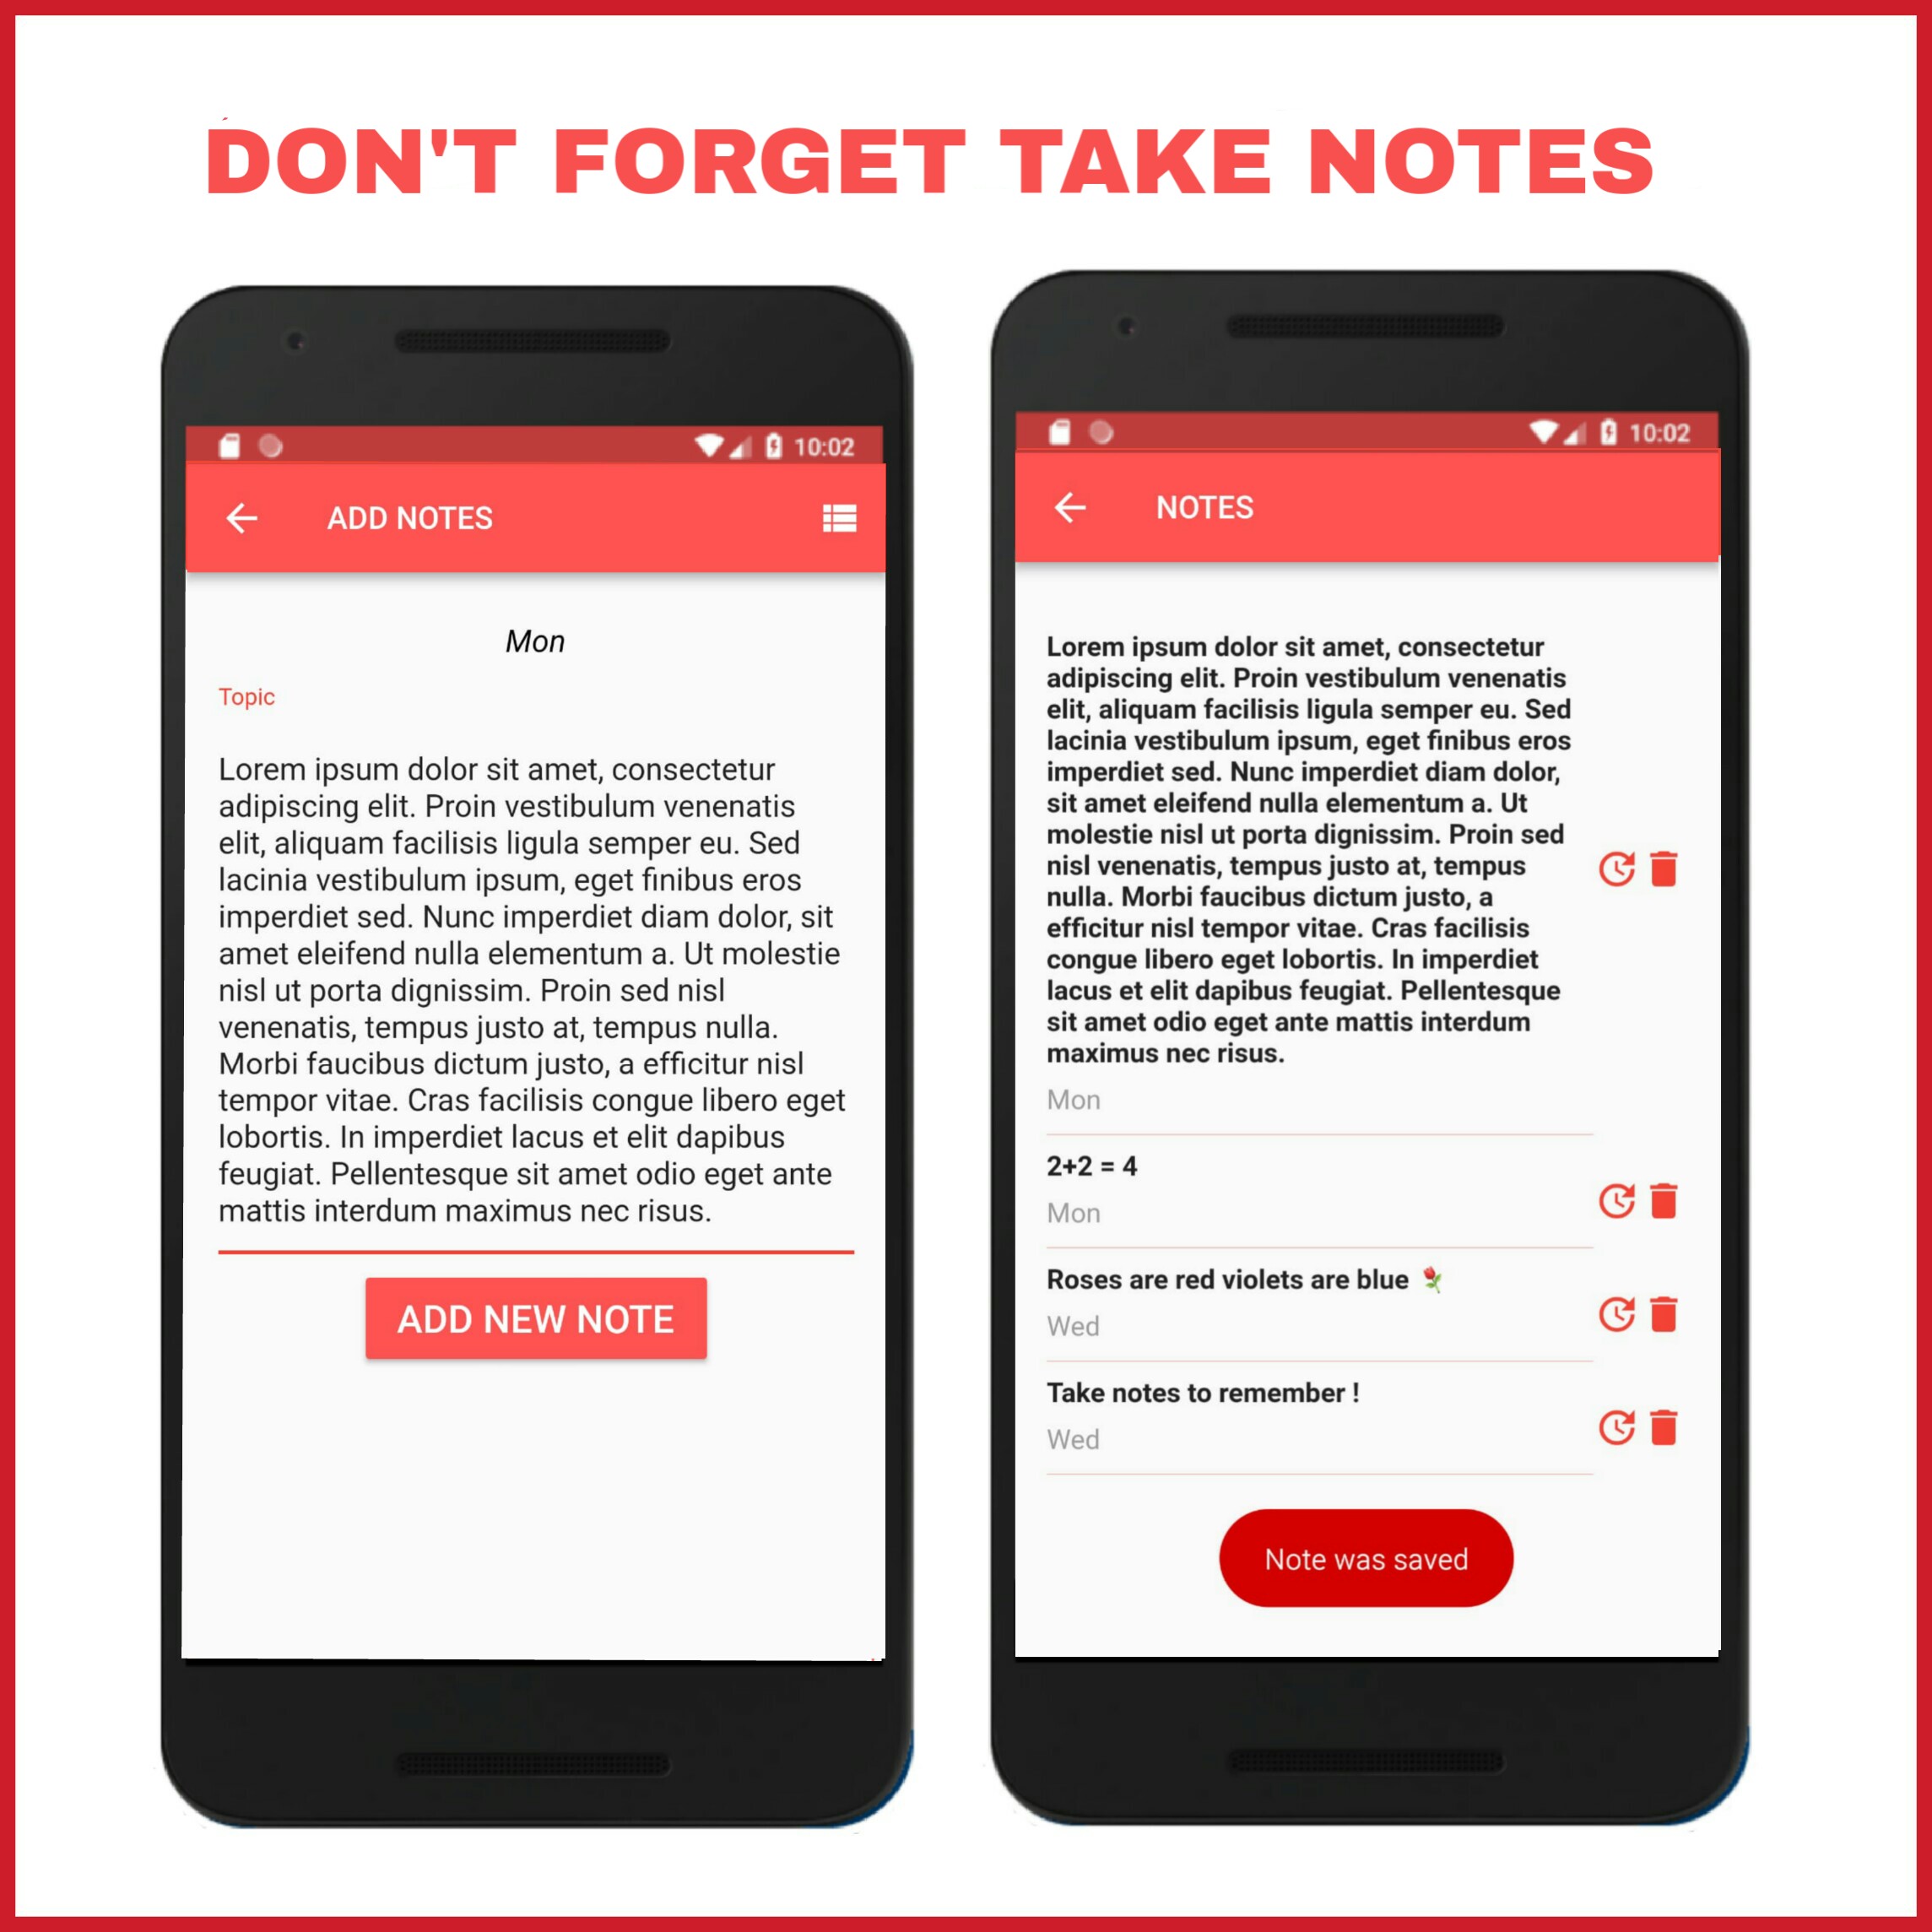 DON'T FORGET TAKE NOTES
10:02
ADD NOTES
Mon
Topic
Lorem ipsum dolor sit amet, consectetur
adipiscing elit. Proin vestibulum venenatis
elit, aliquam facilisis ligula semper eu. Sed
lacinia vestibulum ipsum, eget finibus eros
imperdiet sed. Nunc imperdiet diam dolor, sit
amet eleifend nulla elementum a. Ut molestie
nisl ut porta dignissim. Proin sed nisl
venenatis, tempus justo at, tempus nulla.
Morbi faucibus dictum justo, a efficitur nisl
tempor vitae. Cras facilisis congue libero eget
lobortis. In imperdiet lacus et elit dapibus
feugiat. Pellentesque sit amet odio eget ante
mattis interdum maximus nec risus.
ADD NEW NOTE
10:02
NOTES
Lorem ipsum dolor sit amet, consectetur
adipiscing elit. Proin vestibulum venenatis
elit, aliquam facilisis ligula semper eu. Sed
lacinia vestibulum ipsum, eget finibus eros
imperdiet sed. Nunc imperdiet diam dolor,
sit amet eleifend nulla elementum a. Ut
molestie nisl ut porta dignissim. Proin sed
nisl venenatis, tempus justo at, tempus
nulla. Morbi faucibus dictum justo, a
efficitur nisl tempor vitae. Cras facilisis
congue libero eget lobortis. In imperdiet
lacus et elit dapibus feugiat. Pellentesque
sit amet odio eget ante mattis interdum
maximus nec risus.
Mon
2+2 = 4
Mon
Roses are red violets are blue 🌹
Wed
Take notes to remember !
Wed
Note was saved